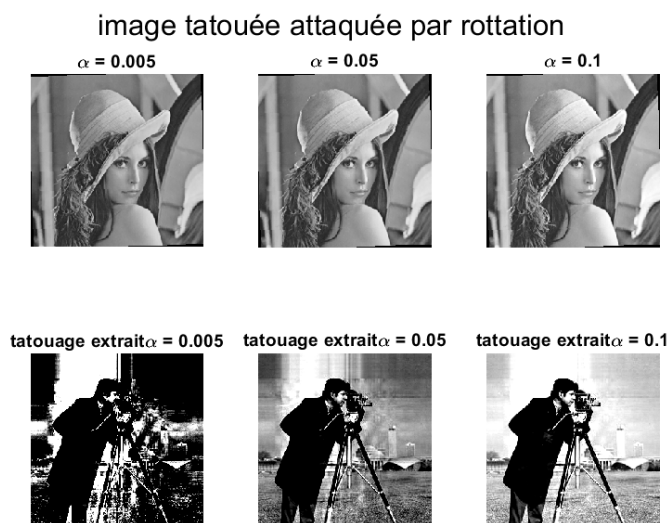 image tatouée attaquée par rottation
α = 0.005
α = 0.05
α = 0.1
tatouage extraitα = 0.005
tatouage extraitα = 0.05
tatouage extraitα = 0.1